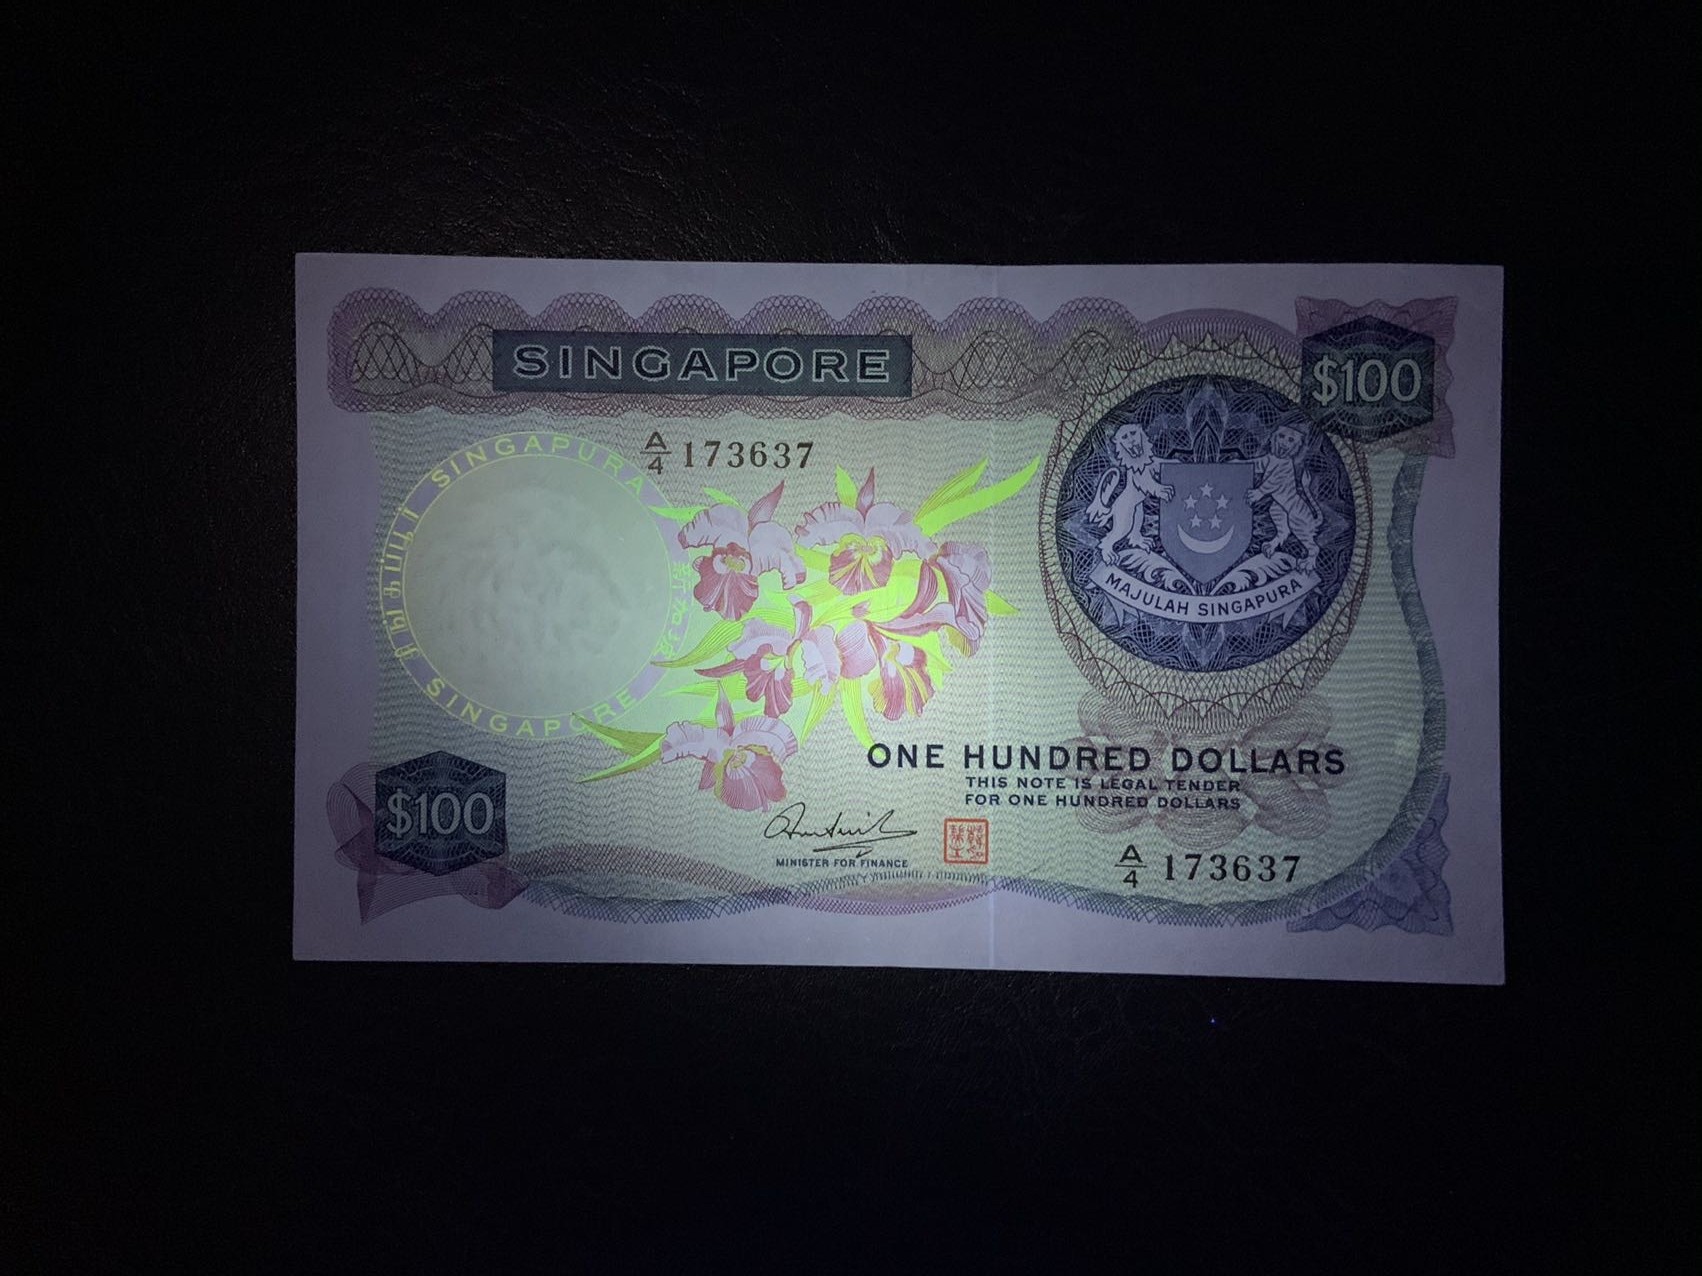 SINGAPORE
$100
A/4 173637
SINGAPURA
சிங்கப்பூர்
SINGAPORE
MAJULAH SINGAPURA
ONE HUNDRED DOLLARS
THIS NOTE IS LEGAL TENDER
FOR ONE HUNDRED DOLLARS
$100
MINISTER FOR FINANCE
A/4 173637